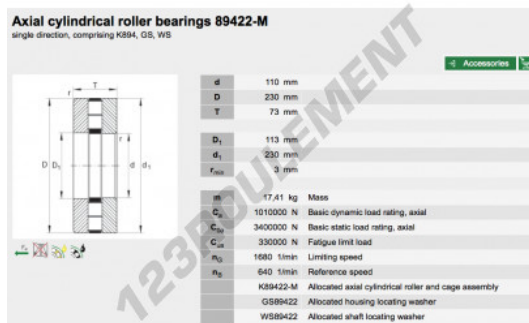 Axial cylindrical roller bearings 89422-M
single direction, comprising K894, GS, WS
Accessories
T
r
r
D D1 d d1
d 110 mm
D 230 mm
T 73 mm
D1 113 mm
d1 230 mm
rmin 3 mm
m 17,41 kg Mass
Ca 1010000 N Basic dynamic load rating, axial
C0a 3400000 N Basic static load rating, axial
Cua 330000 N Fatigue limit load
nG 1680 1/min Limiting speed
nB 640 1/min Reference speed
K89422-M Allocated axial cylindrical roller and cage assembly
GS89422 Allocated housing locating washer
WS89422 Allocated shaft locating washer
123ROULEMENT